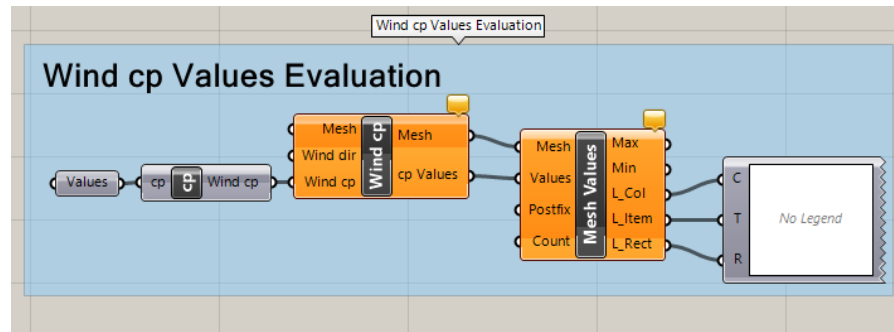 Wind cp Values Evaluation
Wind cp Values Evaluation
Values
cp
cp
Wind cp
Mesh
Wind dir
Wind cp
Wind cp
Mesh
cp Values
Mesh
Values
Postfix
Count
Mesh Values
Max
Min
L_Col
L_Item
L_Rect
C
T
R
No Legend